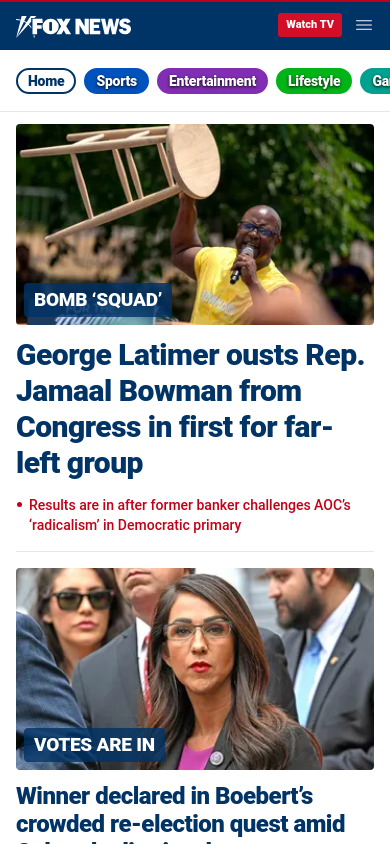 FOX NEWS
Watch TV
Home
Sports
Entertainment
Lifestyle
BOMB ‘SQUAD’
George Latimer ousts Rep.
Jamaal Bowman from
Congress in first for far-
left group
• Results are in after former banker challenges AOC’s
‘radicalism’ in Democratic primary
VOTES ARE IN
Winner declared in Boebert’s
crowded re-election quest amid